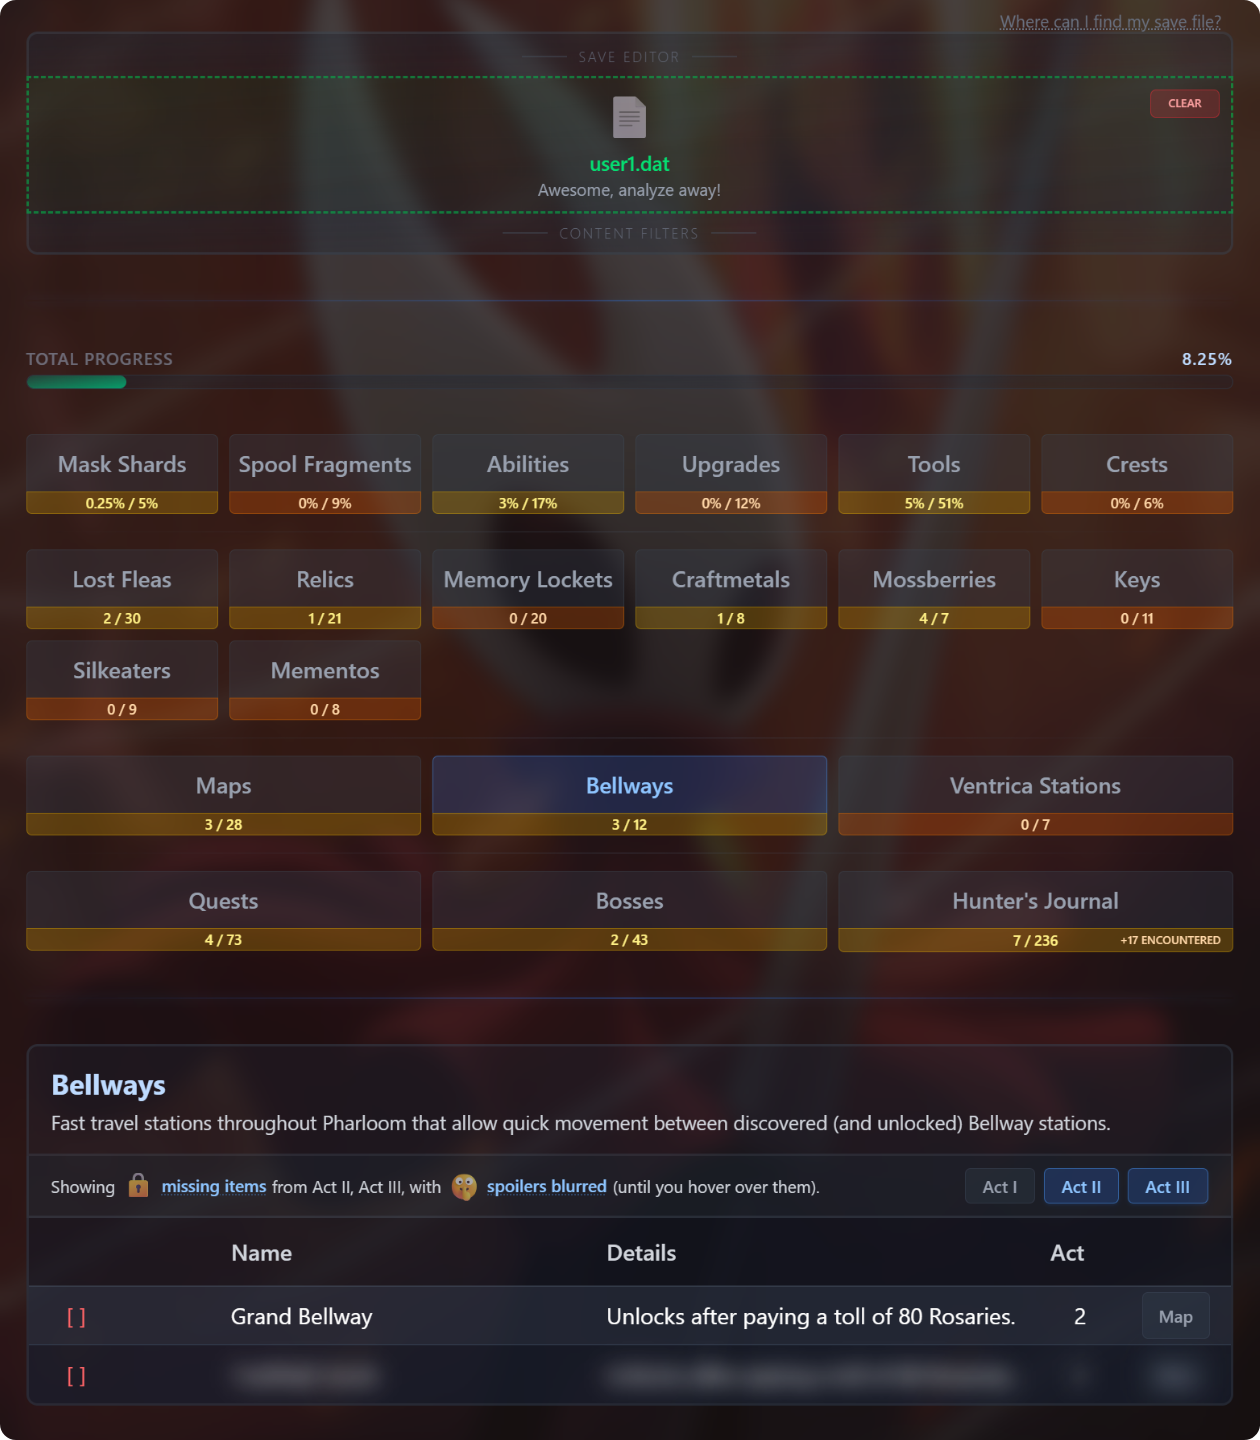 Where can I find my save file?
SAVE EDITOR
CLEAR
user1.dat
Awesome, analyze away!
CONTENT FILTERS
TOTAL PROGRESS 8.25%
Mask Shards Spool Fragments Abilities Upgrades Tools Crests
0.25% / 5% 0% / 9% 3% / 17% 0% / 12% 5% / 51% 0% / 6%
Lost Fleas Relics Memory Lockets Craftmetals Mossberries Keys
2 / 30 1 / 21 0 / 20 1 / 8 4 / 7 0 / 11
Silkeaters Mementos
0 / 9 0 / 8
Maps Bellways Ventrica Stations
3 / 28 3 / 12 0 / 7
Quests Bosses Hunter's Journal
4 / 73 2 / 43 7 / 236 +17 ENCOUNTERED
Bellways
Fast travel stations throughout Pharloom that allow quick movement between discovered (and unlocked) Bellway stations.
Showing missing items from Act II, Act III, with spoilers blurred (until you hover over them). Act I Act II Act III
Name Details Act
[ ] Grand Bellway Unlocks after paying a toll of 80 Rosaries. 2 Map
[ ]